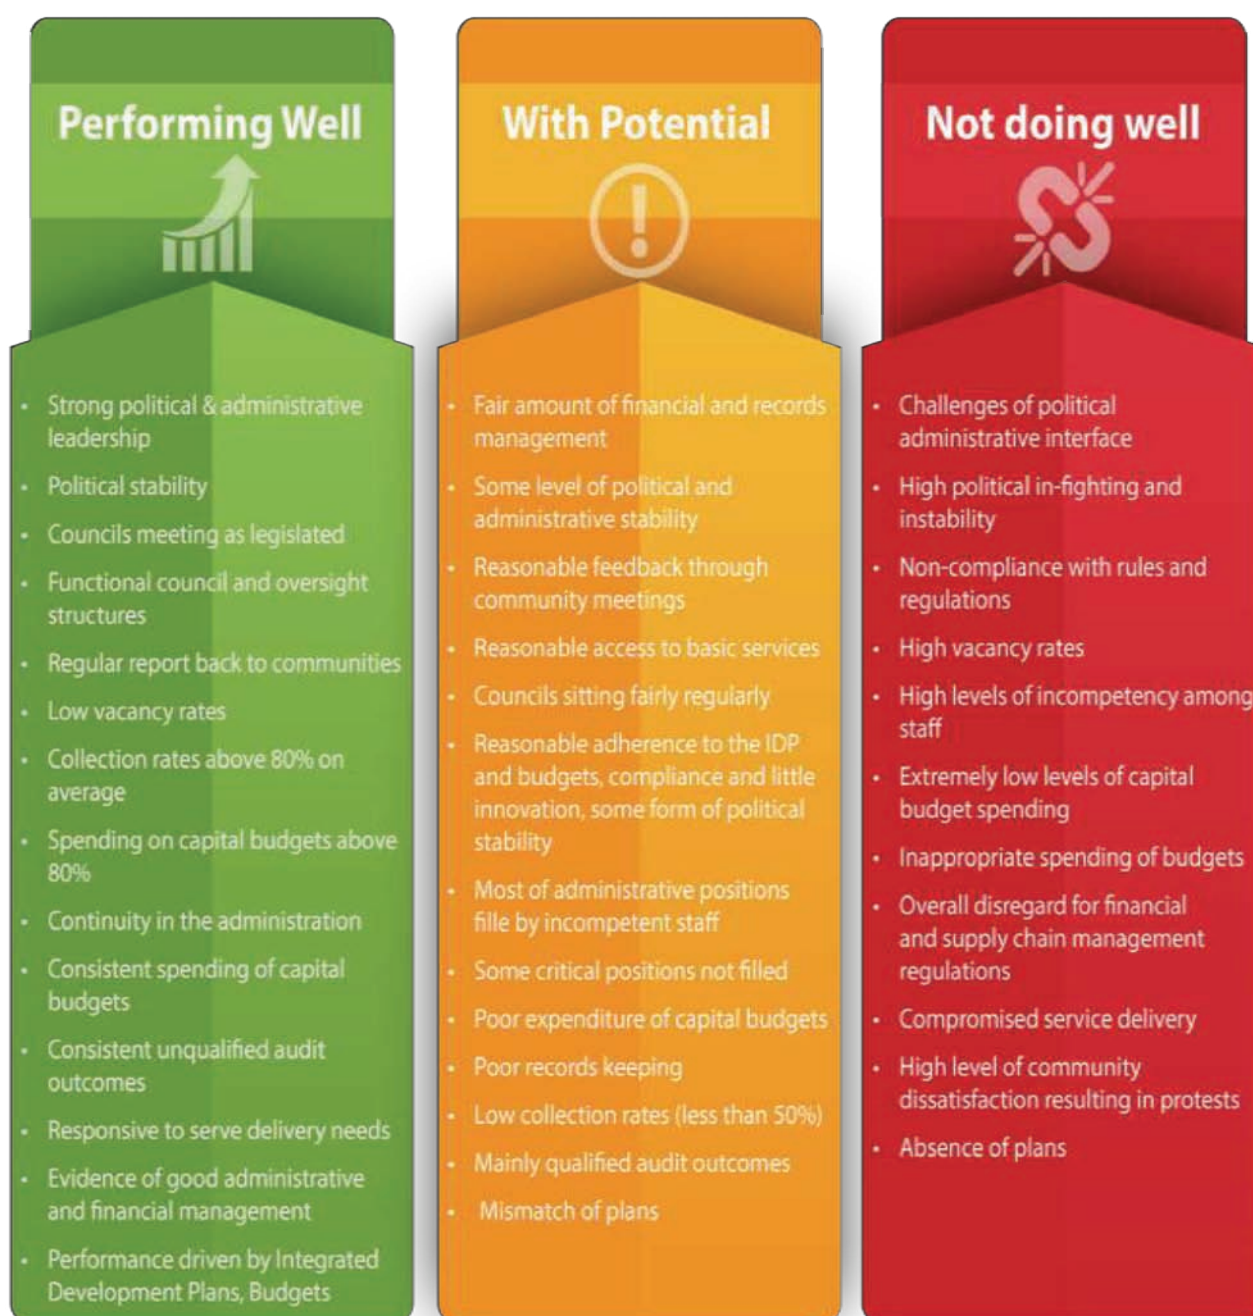 Performing Well
• Strong political & administrative
leadership
• Political stability
• Councils meeting as legislated
• Functional council and oversight
structures
• Regular report back to communities
• Low vacancy rates
• Collection rates above 80% on
average
• Spending on capital budgets above
80%
• Continuity in the administration
• Consistent spending of capital
budgets
• Consistent unqualified audit
outcomes
• Responsive to serve delivery needs
• Evidence of good administrative
and financial management
• Performance driven by Integrated
Development Plans, Budgets
With Potential
• Fair amount of financial and records
management
• Some level of political and
administrative stability
• Reasonable feedback through
community meetings
• Reasonable access to basic services
• Councils sitting fairly regularly
• Reasonable adherence to the IDP
and budgets, compliance and little
innovation, some form of political
stability
• Most of administrative positions
fille by incompetent staff
• Some critical positions not filled
• Poor expenditure of capital budgets
• Poor records keeping
• Low collection rates (less than 50%)
• Mainly qualified audit outcomes
• Mismatch of plans
Not doing well
• Challenges of political
administrative interface
• High political in-fighting and
instability
• Non-compliance with rules and
regulations
• High vacancy rates
• High levels of incompetency among
staff
• Extremely low levels of capital
budget spending
• Inappropriate spending of budgets
• Overall disregard for financial
and supply chain management
regulations
• Compromised service delivery
• High level of community
dissatisfaction resulting in protests
• Absence of plans